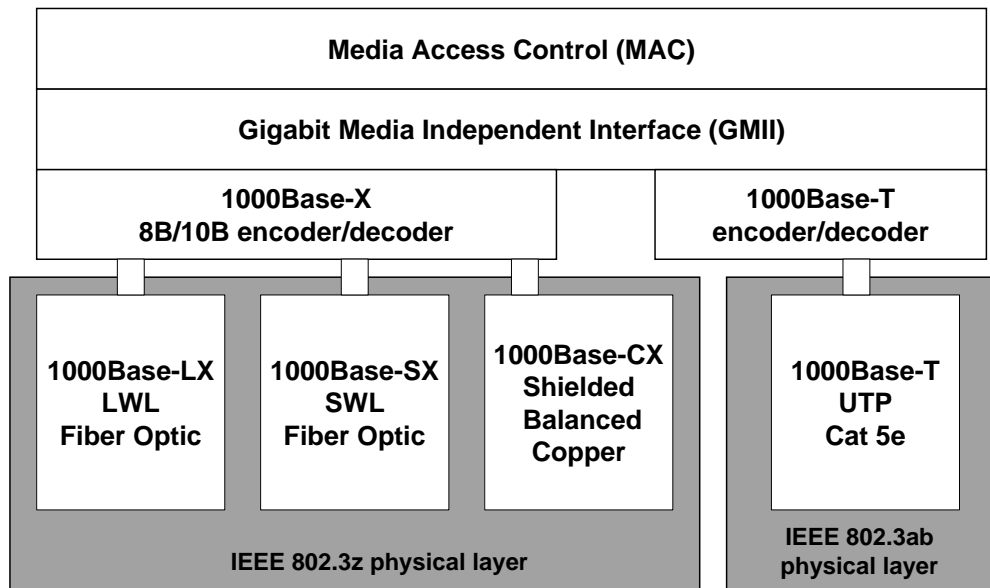 Media Access Control (MAC)
Gigabit Media Independent Interface (GMII)
1000Base-X
8B/10B encoder/decoder
1000Base-T
encoder/decoder
1000Base-LX
LWL
Fiber Optic
1000Base-SX
SWL
Fiber Optic
1000Base-CX
Shielded
Balanced
Copper
1000Base-T
UTP
Cat 5e
IEEE 802.3z physical layer
IEEE 802.3ab
physical layer